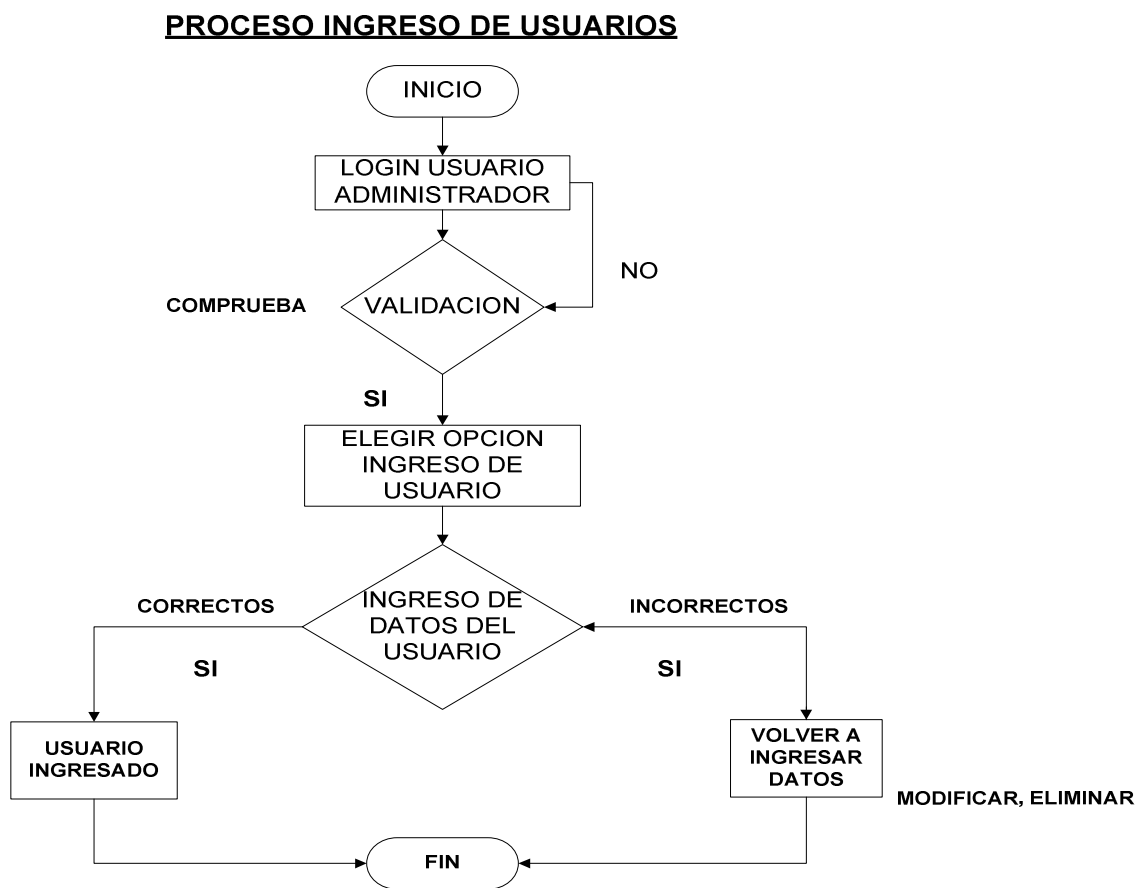 PROCESO INGRESO DE USUARIOS
INICIO
LOGIN USUARIO
ADMINISTRADOR
NO
COMPRUEBA
VALIDACION
SI
ELEGIR OPCION
INGRESO DE
USUARIO
CORRECTOS
INGRESO DE
DATOS DEL
USUARIO
INCORRECTOS
SI
SI
USUARIO
INGRESADO
VOLVER A
INGRESAR
DATOS
MODIFICAR, ELIMINAR
FIN